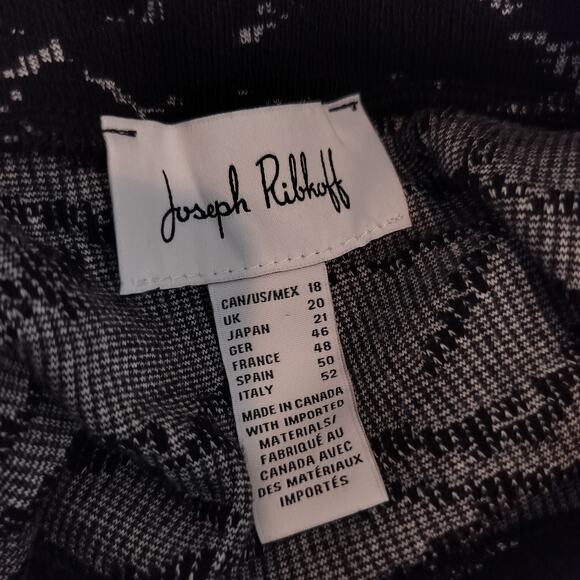 Joseph Ribkoff
CAN/US/MEX 18
UK 20
JAPAN 21
GER 46
FRANCE 48
SPAIN 50
ITALY 52
MADE IN CANADA
WITH IMPORTED
MATERIALS/
FABRIQUÉ AU
CANADA AVEC
DES MATÉRIAUX
IMPORTÉS